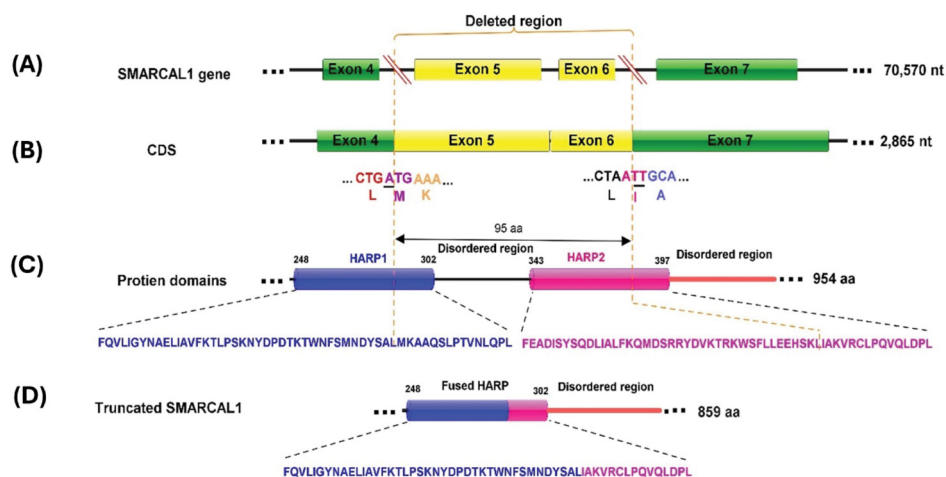 Deleted region
(A)
SMARCAL1 gene
...
Exon 4
Exon 5
Exon 6
Exon 7
... 70,570 nt
(B)
CDS
...
Exon 4
Exon 5
Exon 6
Exon 7
... 2,865 nt
...CTGATGAAA...
L M K
...CTAATTGCA...
L I A
95 aa
(C)
Protien domains
...
248
HARP1
302
Disordered region
343
HARP2
397
Disordered region
... 954 aa
FQVLIGYNAELIAVFKTLPSKNYDPDTKTWNFSMNDYSALMKAAQSLPTVNLQPL
FEADISYSQDLIALFKQMDSRRYDVKTRKWSFLLEEHSKLIAKVRCLPQVQLDPL
(D)
Truncated SMARCAL1
...
248
Fused HARP
302
Disordered region
... 859 aa
FQVLIGYNAELIAVFKTLPSKNYDPDTKTWNFSMNDYSALIAKVRCLPQVQLDPL